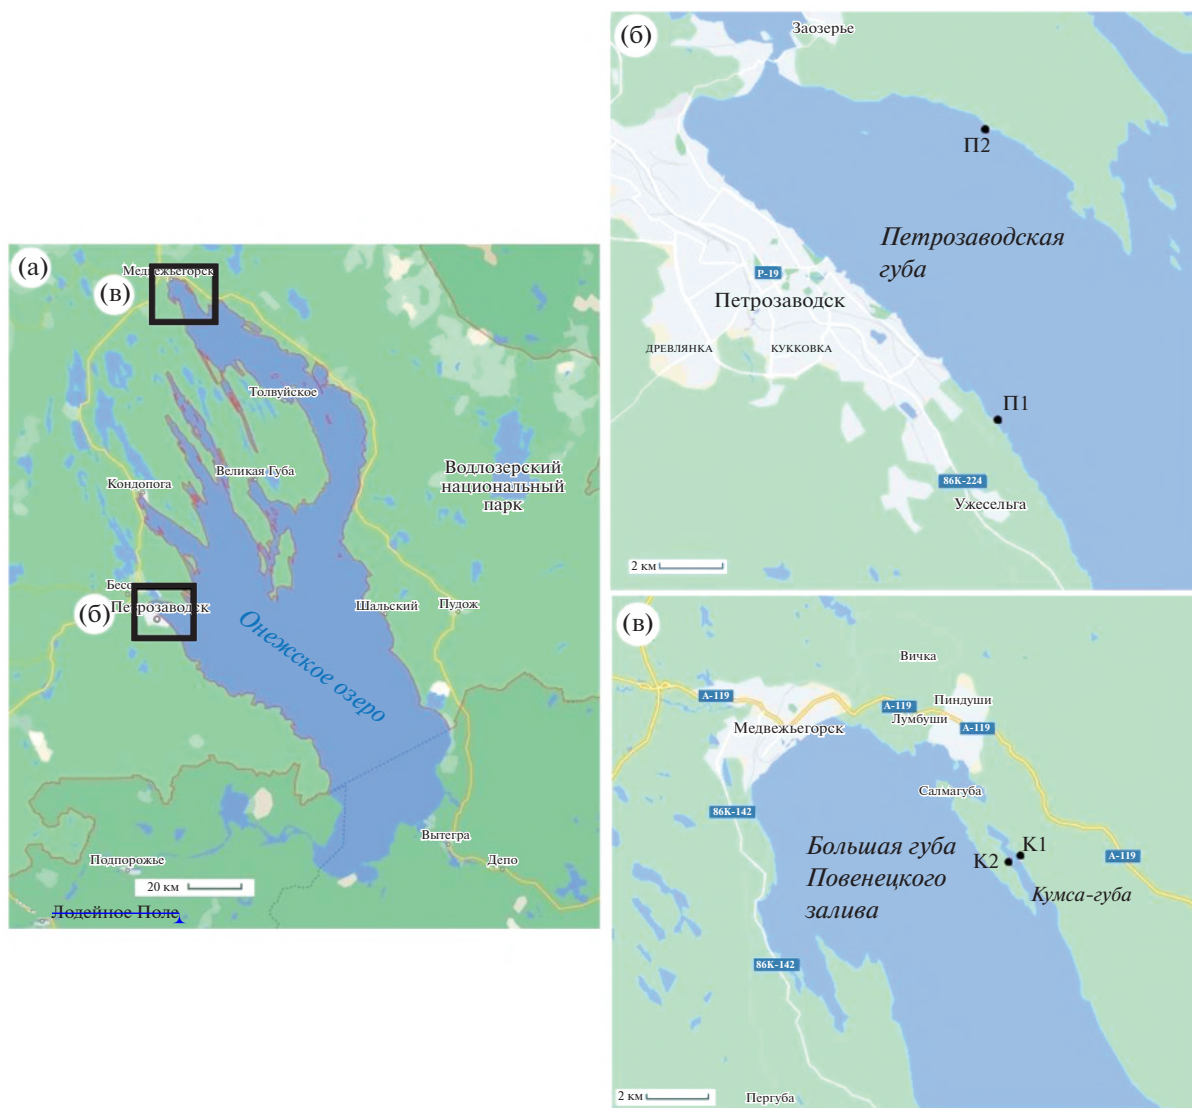 (а)
Медвежьегорск
(в)
Толвуйское
Великая Губа
Водлозерский
национальный
парк
Кондопога
Бесо
Петрозаводск
(б)
Шальский
Пудож
Онежское озеро
Вытегра
Подпорожье
Депо
20 км
Лодейное Поле
(б)
Заозерье
П2
Петрозаводская
губа
Р-19
Петрозаводск
ДРЕВЛЯНКА
КУККОВКА
П1
86К-224
Ужесельга
2 км
(в)
Вичка
А-119
Пиндуши
А-119
Лумбуши
Медвежьегорск
А-119
Салмагуба
86К-142
Большая губа
Повенецкого
залива
К1
К2
А-119
Кумса-губа
86К-142
Пергуба
2 км